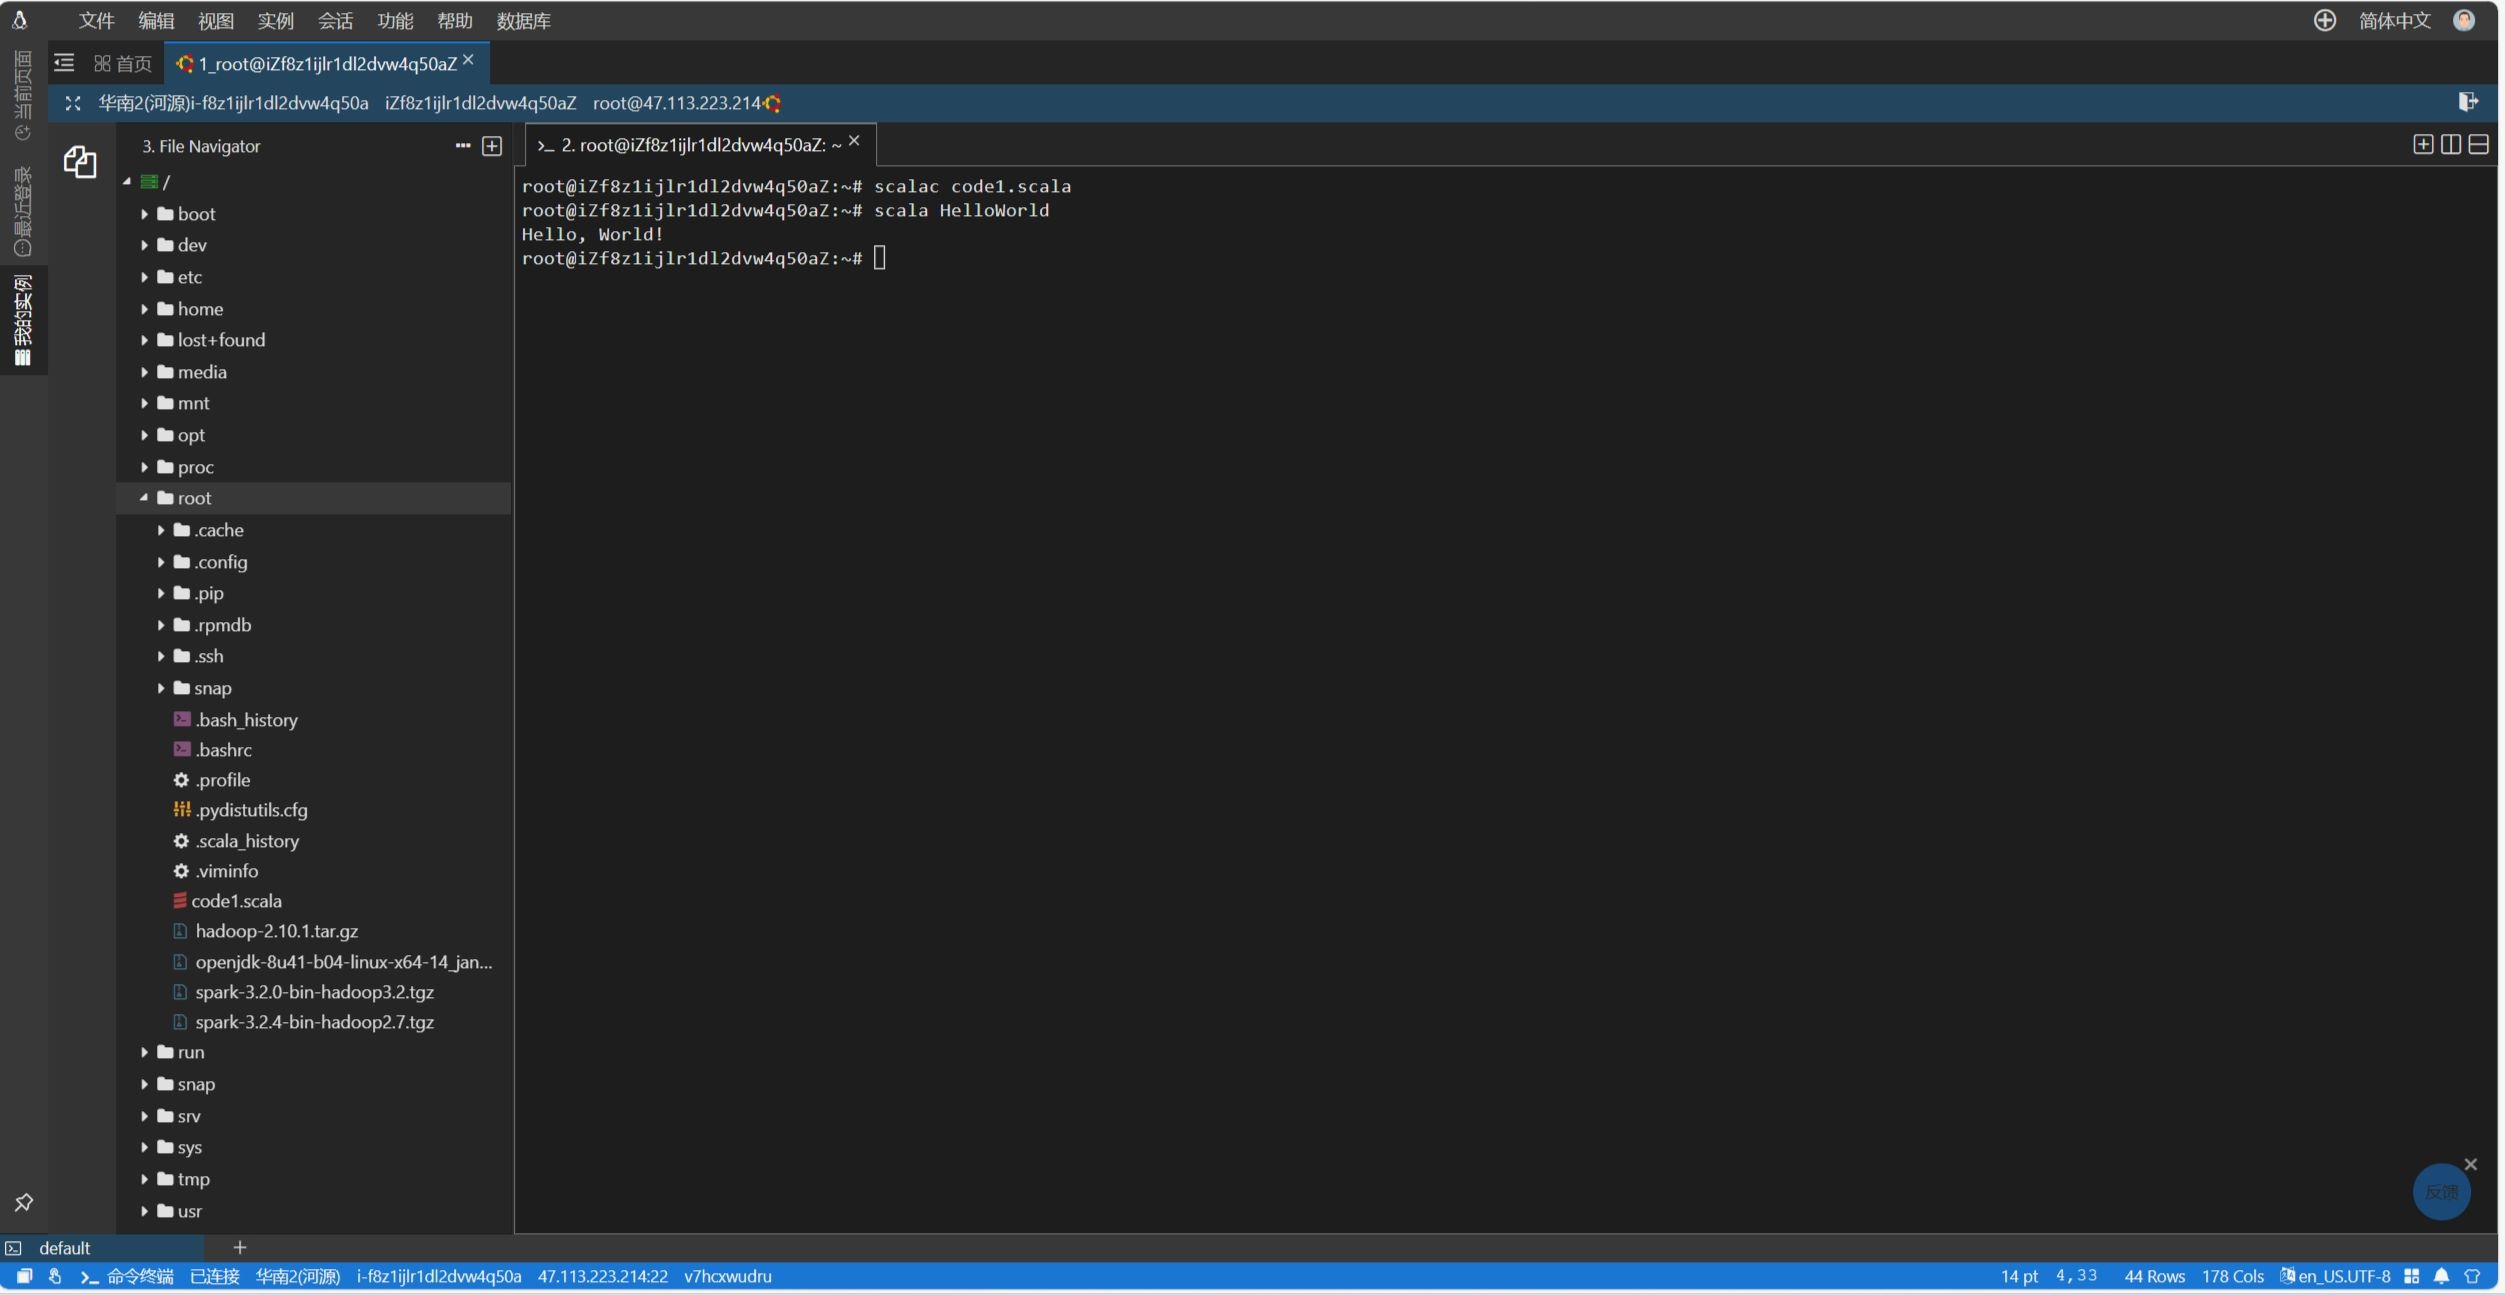 文件 编辑 视图 实例 会话 功能 帮助 数据库 简体中文
当前页面
最近登录
我的实例
首页 1_root@iZf8z1ijlr1dl2dvw4q50aZ
华南2(河源)i-f8z1ijlr1dl2dvw4q50a iZf8z1ijlr1dl2dvw4q50aZ root@47.113.223.214
3. File Navigator
/
boot
dev
etc
home
lost+found
media
mnt
opt
proc
root
.cache
.config
.pip
.rpmdb
.ssh
snap
.bash_history
.bashrc
.profile
.pydistutils.cfg
.scala_history
.viminfo
code1.scala
hadoop-2.10.1.tar.gz
openjdk-8u41-b04-linux-x64-14_jan...
spark-3.2.0-bin-hadoop3.2.tgz
spark-3.2.4-bin-hadoop2.7.tgz
run
snap
srv
sys
tmp
usr
2. root@iZf8z1ijlr1dl2dvw4q50aZ: ~
root@iZf8z1ijlr1dl2dvw4q50aZ:~# scalac code1.scala
root@iZf8z1ijlr1dl2dvw4q50aZ:~# scala HelloWorld
Hello, World!
root@iZf8z1ijlr1dl2dvw4q50aZ:~#
反馈
default
命令终端 已连接 华南2(河源) i-f8z1ijlr1dl2dvw4q50a 47.113.223.214:22 v7hcxwudru 14 pt 4,33 44 Rows 178 Cols en_US.UTF-8